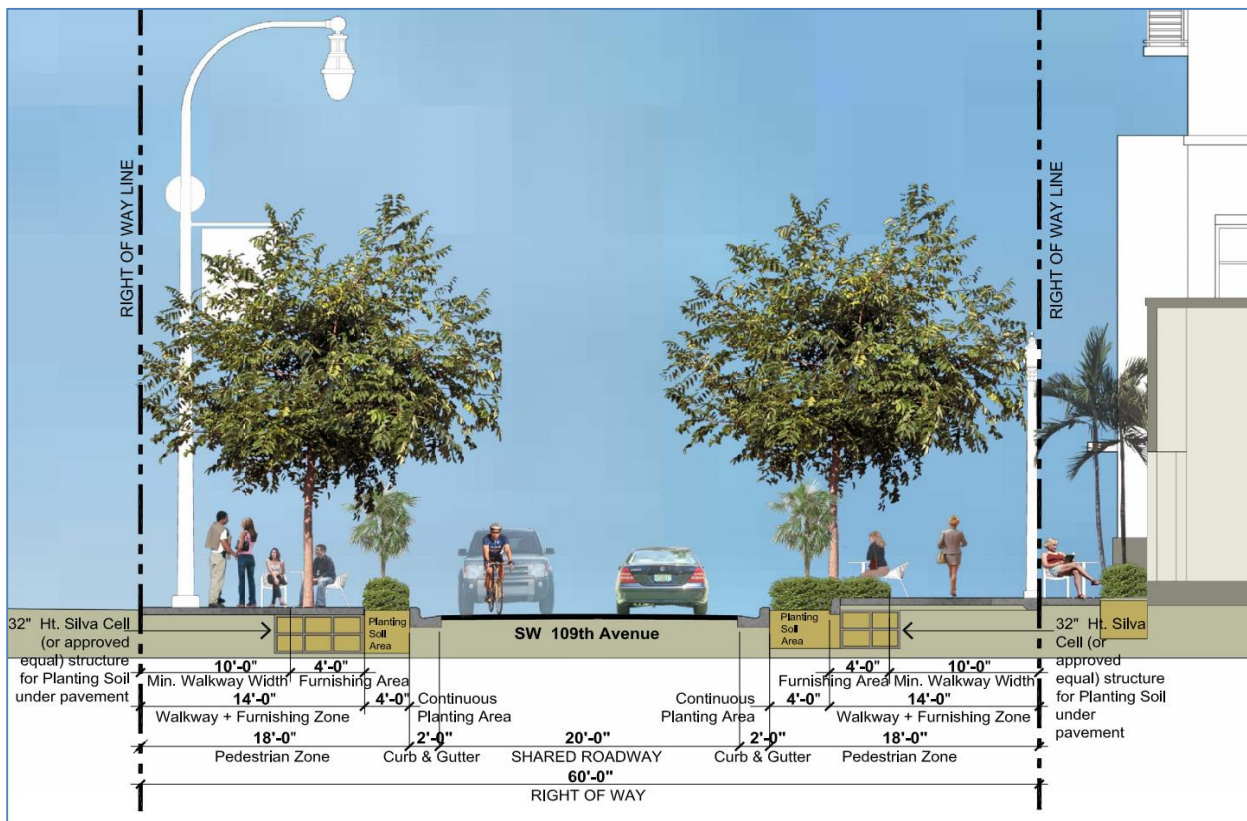 RIGHT OF WAY LINE
RIGHT OF WAY LINE
32" Ht. Silva Cell
(or approved
equal) structure
for Planting Soil
under pavement
Planting
Soil
Area
SW 109th Avenue
Planting
Soil
Area
32" Ht. Silva
Cell (or
approved
equal) structure
for Planting Soil
under
pavement
10'-0" 4'-0" 4'-0" 10'-0"
Min. Walkway Width Furnishing Area Furnishing Area Min. Walkway Width
14'-0" 4'-0" Continuous Planting Area Continuous Planting Area 4'-0" 14'-0"
Walkway + Furnishing Zone Walkway + Furnishing Zone
18'-0" 2'-0" 20'-0" 2'-0" 18'-0"
Pedestrian Zone Curb & Gutter SHARED ROADWAY Curb & Gutter Pedestrian Zone
60'-0"
RIGHT OF WAY